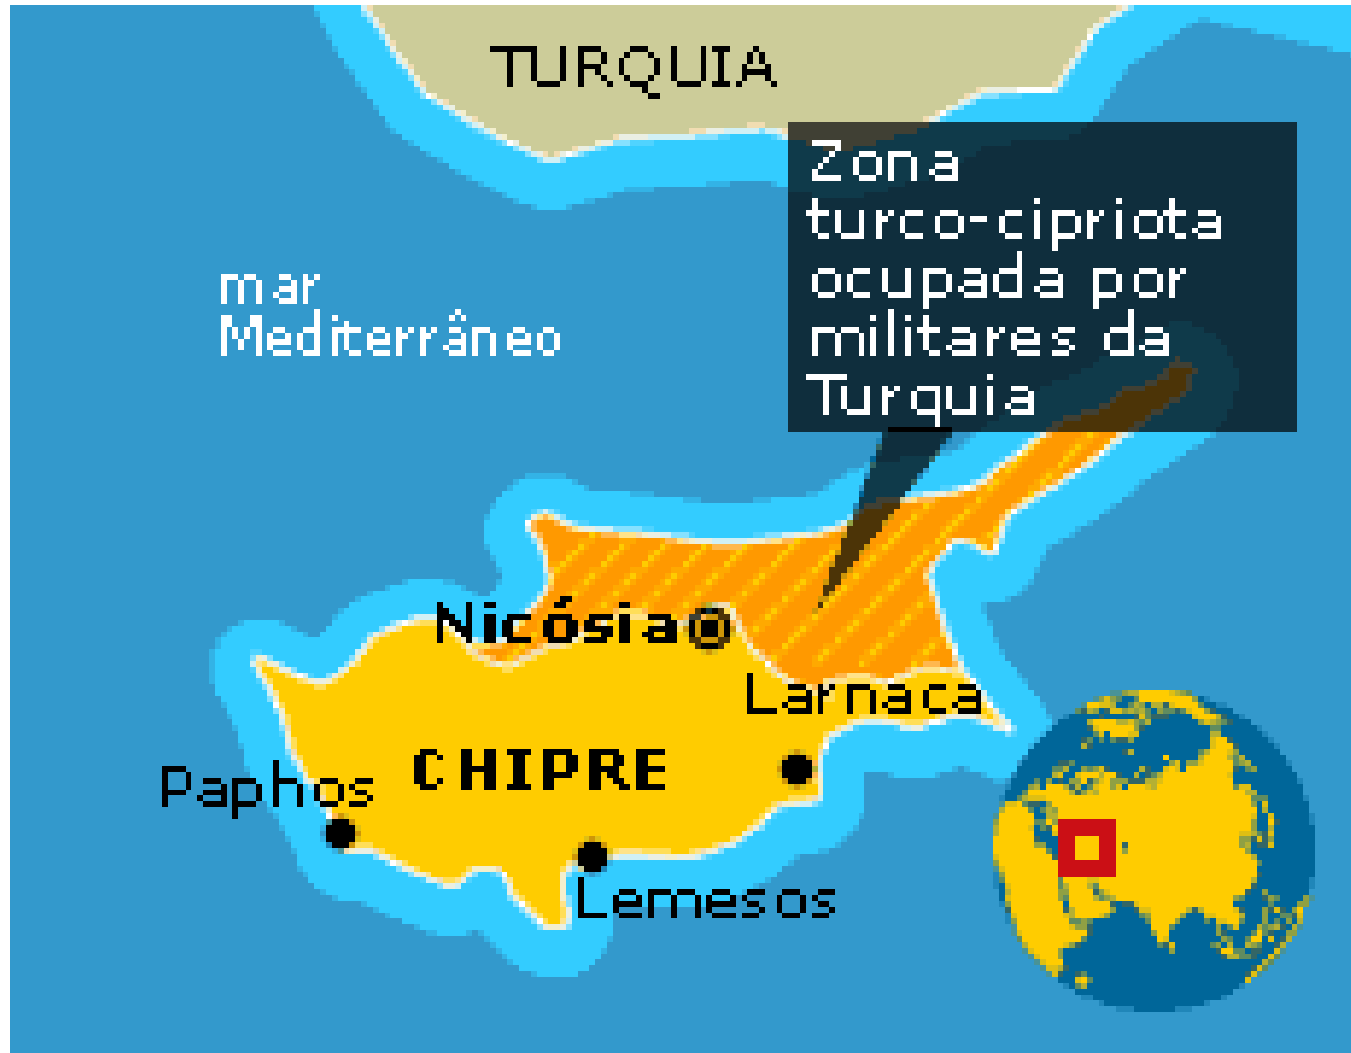 TURQUIA
Zona
turco-cipriota
ocupada por
militares da
Turquia
mar
Mediterrâneo
Nicósia
Larnaca
CHIPRE
Paphos
Lemesos